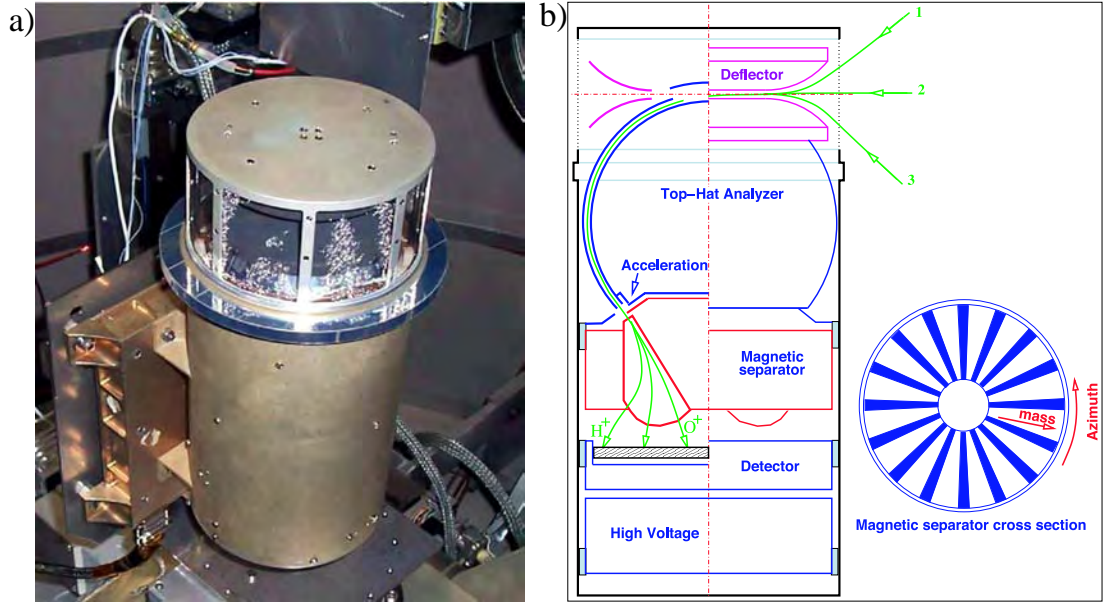 a)
b)
1
Deflector
2
3
Top–Hat Analyzer
Acceleration
Magnetic
separator
H+
O+
mass
Azimuth
Detector
High Voltage
Magnetic separator cross section